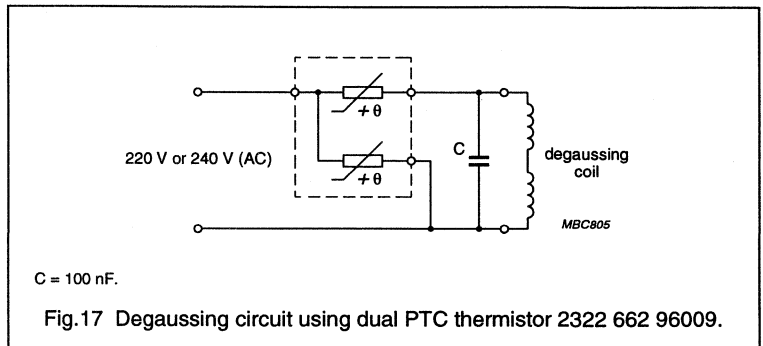 + θ
220 V or 240 V (AC)
+ θ
C
degaussing
coil
MBC805
C = 100 nF.
Fig.17 Degaussing circuit using dual PTC thermistor 2322 662 96009.